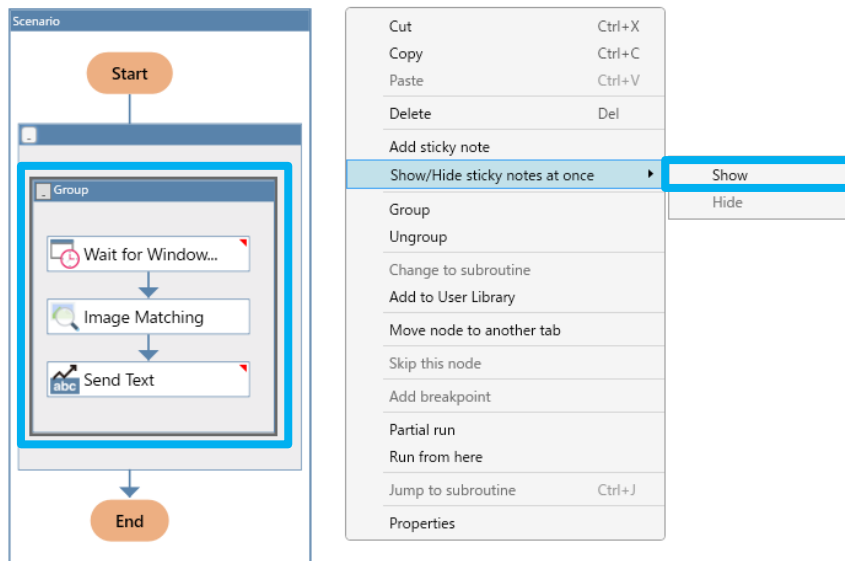 Scenario
Start
Group
Wait for Window...
Image Matching
abc Send Text
End
Cut Ctrl+X
Copy Ctrl+C
Paste Ctrl+V
Delete Del
Add sticky note
Show/Hide sticky notes at once
Show
Hide
Group
Ungroup
Change to subroutine
Add to User Library
Move node to another tab
Skip this node
Add breakpoint
Partial run
Run from here
Jump to subroutine Ctrl+J
Properties